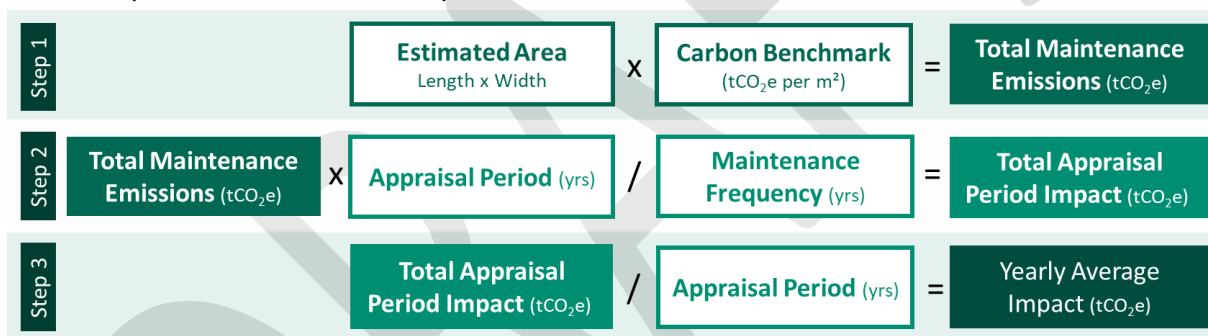 Step 1
Estimated Area
Length x Width
x
Carbon Benchmark
(tCO₂e per m²)
=
Total Maintenance
Emissions (tCO₂e)
Step 2
Total Maintenance
Emissions (tCO₂e)
x
Appraisal Period (yrs)
/
Maintenance
Frequency (yrs)
=
Total Appraisal
Period Impact (tCO₂e)
Step 3
Total Appraisal
Period Impact (tCO₂e)
/
Appraisal Period (yrs)
=
Yearly Average
Impact (tCO₂e)